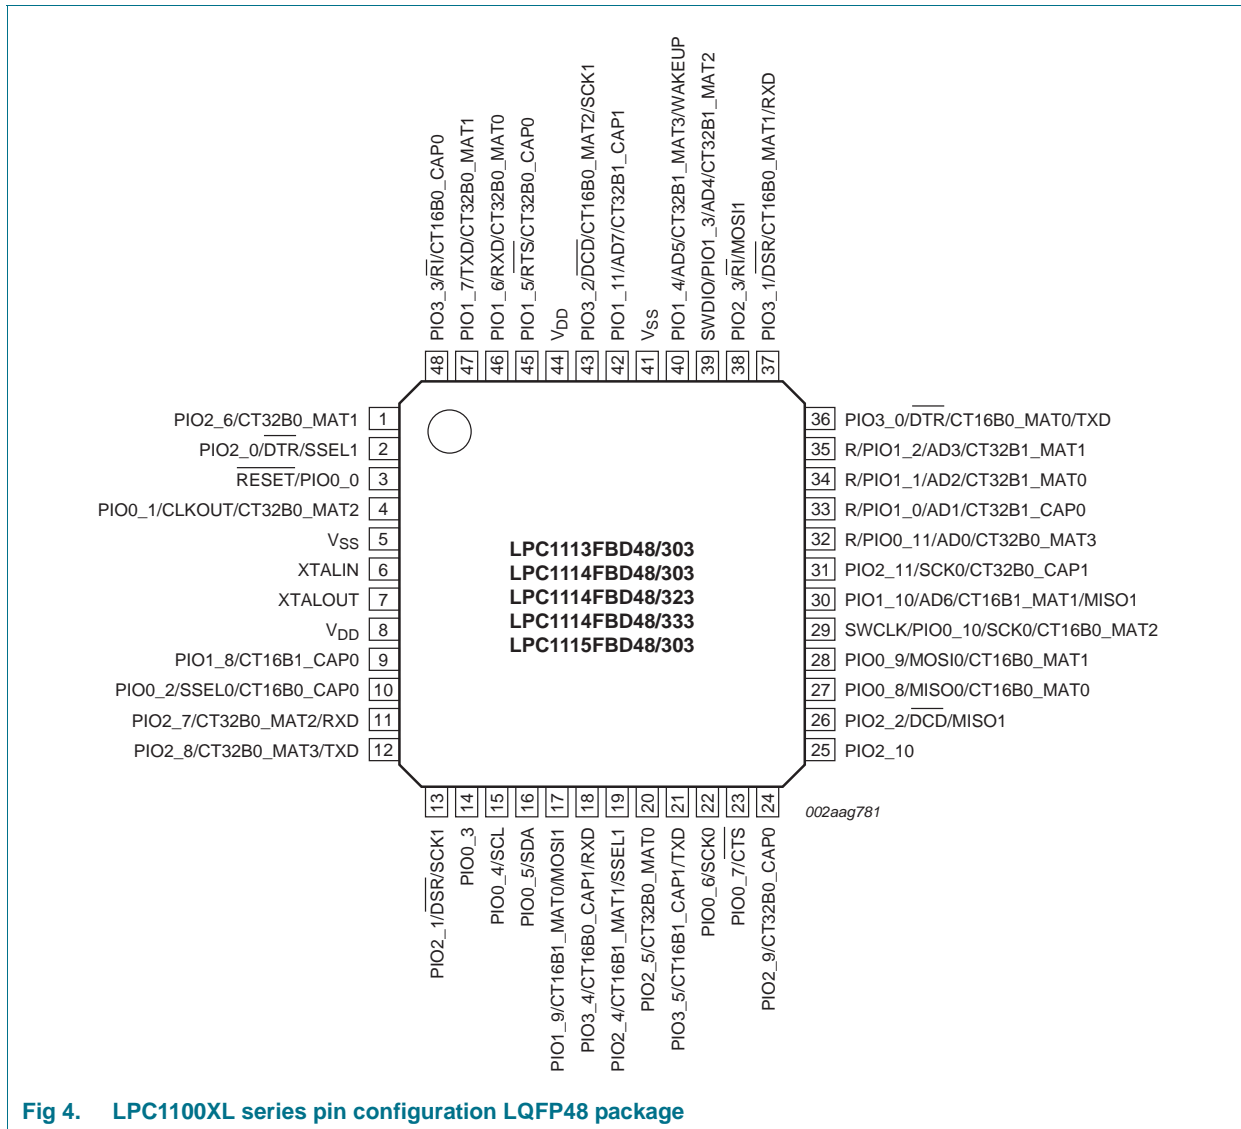 PIO3_3/RI/CT16B0_CAP0
PIO1_7/TXD/CT32B0_MAT1
PIO1_6/RXD/CT32B0_MAT0
PIO1_5/RTS/CT32B0_CAP0
VDD
PIO3_2/DCD/CT16B0_MAT2/SCK1
PIO1_11/AD7/CT32B1_CAP1
VSS
PIO1_4/AD5/CT32B1_MAT3/WAKEUP
SWDIO/PIO1_3/AD4/CT32B1_MAT2
PIO2_3/RI/MOSI1
PIO3_1/DSR/CT16B0_MAT1/RXD
48 47 46 45 44 43 42 41 40 39 38 37
PIO2_6/CT32B0_MAT1 1
PIO2_0/DTR/SSEL1 2
RESET/PIO0_0 3
PIO0_1/CLKOUT/CT32B0_MAT2 4
VSS 5
XTALIN 6
XTALOUT 7
VDD 8
PIO1_8/CT16B1_CAP0 9
PIO0_2/SSEL0/CT16B0_CAP0 10
PIO2_7/CT32B0_MAT2/RXD 11
PIO2_8/CT32B0_MAT3/TXD 12
LPC1113FBD48/303
LPC1114FBD48/303
LPC1114FBD48/323
LPC1114FBD48/333
LPC1115FBD48/303
36 PIO3_0/DTR/CT16B0_MAT0/TXD
35 R/PIO1_2/AD3/CT32B1_MAT1
34 R/PIO1_1/AD2/CT32B1_MAT0
33 R/PIO1_0/AD1/CT32B1_CAP0
32 R/PIO0_11/AD0/CT32B0_MAT3
31 PIO2_11/SCK0/CT32B0_CAP1
30 PIO1_10/AD6/CT16B1_MAT1/MISO1
29 SWCLK/PIO0_10/SCK0/CT16B0_MAT2
28 PIO0_9/MOSI0/CT16B0_MAT1
27 PIO0_8/MISO0/CT16B0_MAT0
26 PIO2_2/DCD/MISO1
25 PIO2_10
13 14 15 16 17 18 19 20 21 22 23 24
PIO2_1/DSR/SCK1
PIO0_3
PIO0_4/SCL
PIO0_5/SDA
PIO1_9/CT16B1_MAT0/MOSI1
PIO3_4/CT16B0_CAP1/RXD
PIO2_4/CT16B1_MAT1/SSEL1
PIO2_5/CT32B0_MAT0
PIO3_5/CT16B1_CAP1/TXD
PIO0_6/SCK0
PIO0_7/CTS
PIO2_9/CT32B0_CAP0
002aag781
Fig 4. LPC1100XL series pin configuration LQFP48 package